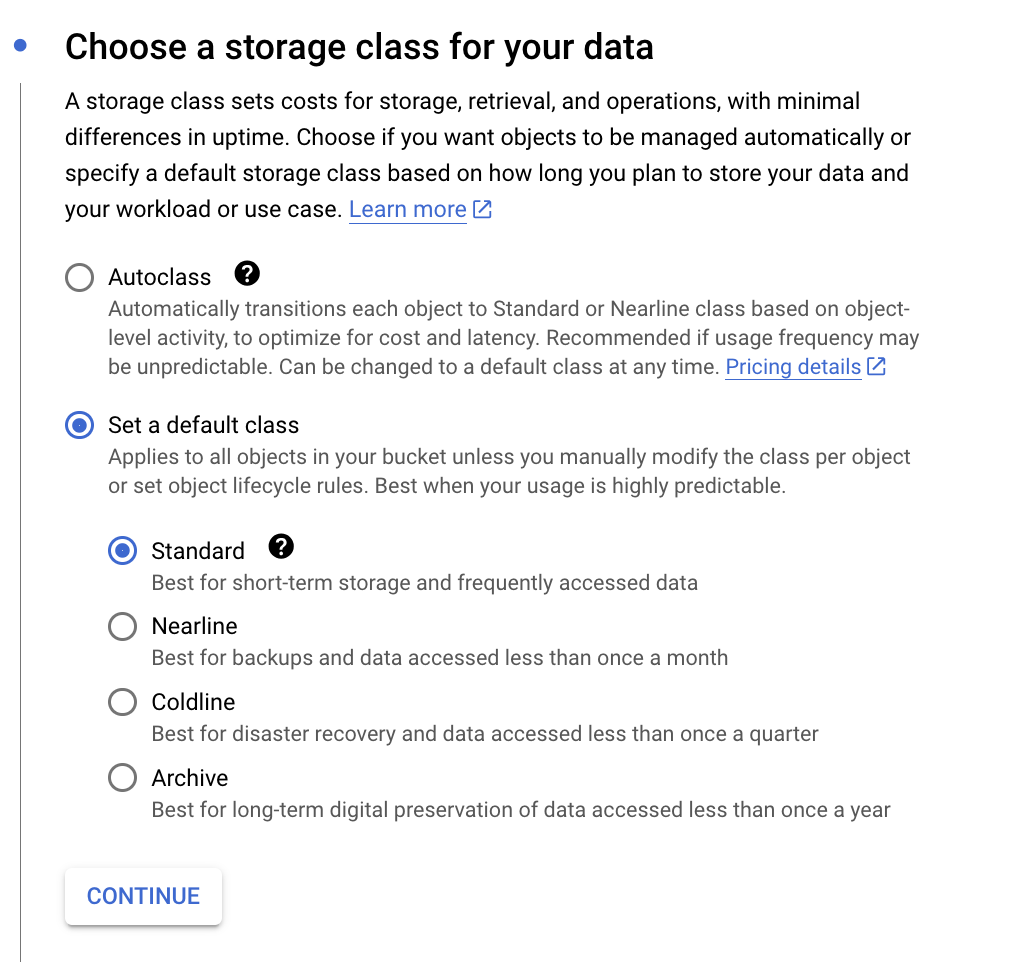 Choose a storage class for your data
A storage class sets costs for storage, retrieval, and operations, with minimal
differences in uptime. Choose if you want objects to be managed automatically or
specify a default storage class based on how long you plan to store your data and
your workload or use case. Learn more
Autoclass
Automatically transitions each object to Standard or Nearline class based on object-
level activity, to optimize for cost and latency. Recommended if usage frequency may
be unpredictable. Can be changed to a default class at any time. Pricing details
Set a default class
Applies to all objects in your bucket unless you manually modify the class per object
or set object lifecycle rules. Best when your usage is highly predictable.
Standard
Best for short-term storage and frequently accessed data
Nearline
Best for backups and data accessed less than once a month
Coldline
Best for disaster recovery and data accessed less than once a quarter
Archive
Best for long-term digital preservation of data accessed less than once a year
CONTINUE